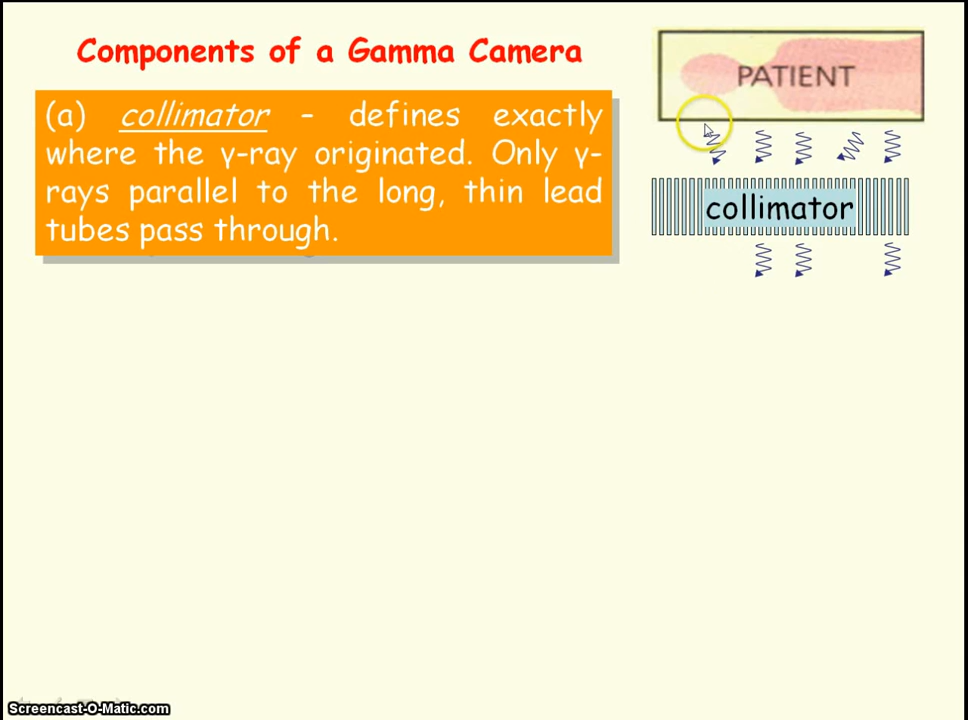 Components of a Gamma Camera
(a) collimator - defines exactly
where the γ-ray originated. Only γ-
rays parallel to the long, thin lead
tubes pass through.
PATIENT
collimator
Screencast-O-Matic.com